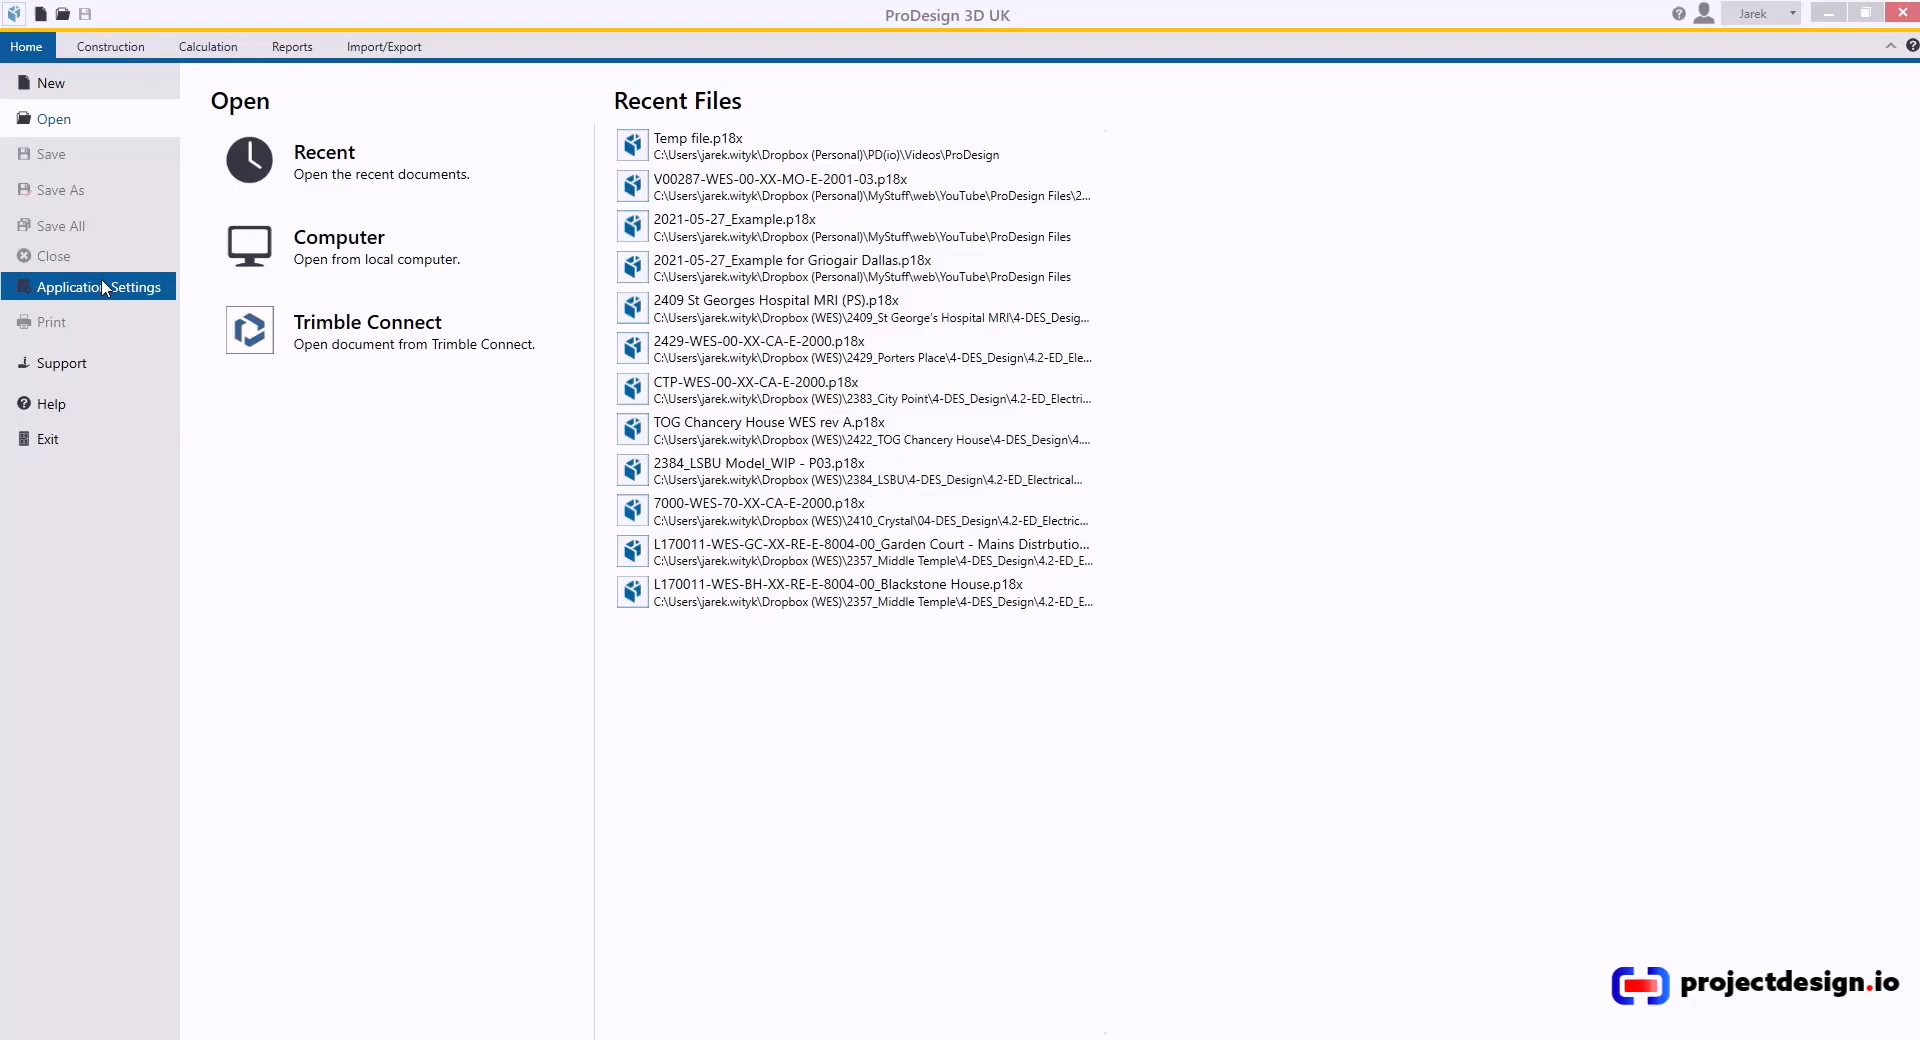 ProDesign 3D UK
Jarek
Home
Construction
Calculation
Reports
Import/Export
New
Open
Save
Save As
Save All
Close
Application Settings
Print
Support
Help
Exit
Open
Recent
Open the recent documents.
Computer
Open from local computer.
Trimble Connect
Open document from Trimble Connect.
Recent Files
Temp file.p18x
C:\Users\jarek.wityk\Dropbox (Personal)\PD(io)\Videos\ProDesign
V00287-WES-00-XX-MO-E-2001-03.p18x
C:\Users\jarek.wityk\Dropbox (Personal)\MyStuff\web\YouTube\ProDesign Files\2...
2021-05-27_Example.p18x
C:\Users\jarek.wityk\Dropbox (Personal)\MyStuff\web\YouTube\ProDesign Files
2021-05-27_Example for Griogair Dallas.p18x
C:\Users\jarek.wityk\Dropbox (Personal)\MyStuff\web\YouTube\ProDesign Files
2409 St Georges Hospital MRI (PS).p18x
C:\Users\jarek.wityk\Dropbox (WES)\2409_St George's Hospital MRI\4-DES_Desig...
2429-WES-00-XX-CA-E-2000.p18x
C:\Users\jarek.wityk\Dropbox (WES)\2429_Porters Place\4-DES_Design\4.2-ED_Ele...
CTP-WES-00-XX-CA-E-2000.p18x
C:\Users\jarek.wityk\Dropbox (WES)\2383_City Point\4-DES_Design\4.2-ED_Electri...
TOG Chancery House WES rev A.p18x
C:\Users\jarek.wityk\Dropbox (WES)\2422_TOG Chancery House\4-DES_Design\4....
2384_LSBU Model_WIP - P03.p18x
C:\Users\jarek.wityk\Dropbox (WES)\2384_LSBU\4-DES_Design\4.2-ED_Electrical...
7000-WES-70-XX-CA-E-2000.p18x
C:\Users\jarek.wityk\Dropbox (WES)\2410_Crystal\04-DES_Design\4.2-ED_Electric...
L170011-WES-GC-XX-RE-E-8004-00_Garden Court - Mains Distrbutio...
C:\Users\jarek.wityk\Dropbox (WES)\2357_Middle Temple\4-DES_Design\4.2-ED_E...
L170011-WES-BH-XX-RE-E-8004-00_Blackstone House.p18x
C:\Users\jarek.wityk\Dropbox (WES)\2357_Middle Temple\4-DES_Design\4.2-ED_E...
projectdesign.io